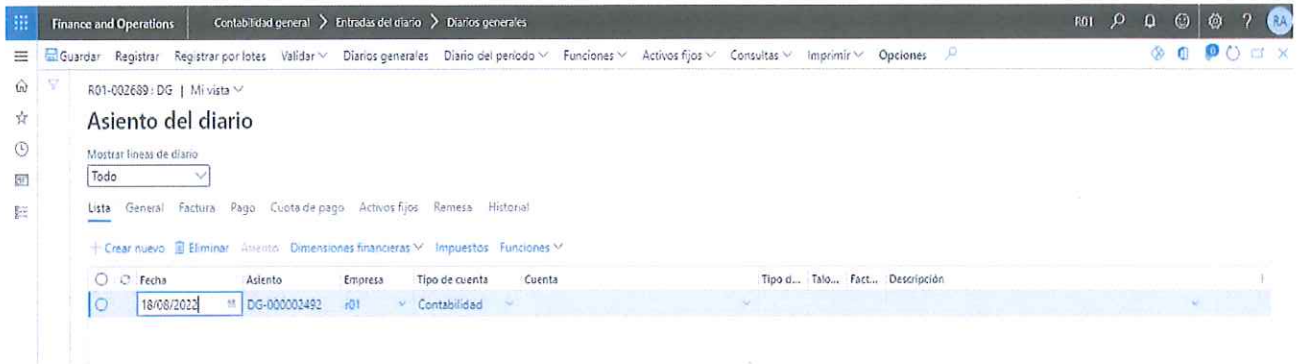 Finance and Operations Contabilidad general > Entradas del diario > Diarios generales R01 ? RA
Guardar Registrar Registrar por lotes Validar Diarios generales Diario del período Funciones Activos fijos Consultas Imprimir Opciones
R01-002689 : DG | Mi vista
Asiento del diario
Mostrar líneas de diario
Todo
Lista General Factura Pago Cuota de pago Activos fijos Remesa Historial
+ Crear nuevo Eliminar Asiento Dimensiones financieras Impuestos Funciones
Fecha Asiento Empresa Tipo de cuenta Cuenta Tipo d... Talo... Fact... Descripción
18/08/2022 DG-000002492 r01 Contabilidad